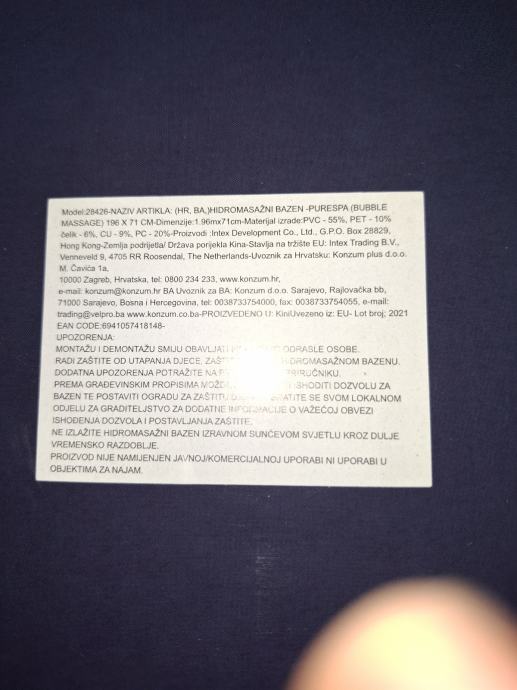 Model:28426-NAZIV ARTIKLA: (HR, BA,)HIDROMASAŽNI BAZEN -PURESPA (BUBBLE
MASSAGE) 196 X 71 CM-Dimenzije:1.96mx71cm-Materijal izrade:PVC - 55%, PET - 10%
čelik - 6%, CU - 9%, PC - 20%-Proizvodi :Intex Development Co., Ltd., G.P.O. Box 28829,
Hong Kong-Zemlja podrijetla/ Država porijekla Kina-Stavlja na tržište EU: Intex Trading B.V.,
Venneveld 9, 4705 RR Roosendal, The Netherlands-Uvoznik za Hrvatsku: Konzum plus d.o.o.
M. Čavića 1a,
10000 Zagreb, Hrvatska, tel: 0800 234 233, www.konzum.hr,
e-mail: konzum@konzum.hr BA Uvoznik za BA: Konzum d.o.o. Sarajevo, Rajlovačka bb,
71000 Sarajevo, Bosna i Hercegovina, tel: 0038733754000, fax: 0038733754055, e-mail:
trading@velpro.ba www.konzum.co.ba-PROIZVEDENO U: KiniUvezeno iz: EU- Lot broj; 2021
EAN CODE:6941057418148-
UPOZORENJA:
MONTAŽU I DEMONTAŽU SMIJU OBAVLJATI ODRASLE OSOBE.
RADI ZAŠTITE OD UTAPANJA DJECE, HIDROMASAŽNOM BAZENU.
DODATNA UPOZORENJA POTRAŽITE NA PRIRUČNIKU.
PREMA GRAĐEVINSKIM PROPISIMA ISHODITI DOZVOLU ZA
BAZEN TE POSTAVITI OGRADU ZA ZAŠTITU SE SVOM LOKALNOM
ODJELU ZA GRADITELJSTVO ZA DODATNE INFORMACIJE O VAŽEĆOJ OBVEZI
ISHOĐENJA DOZVOLA I POSTAVLJANJA ZAŠTITE.
NE IZLAŽITE HIDROMASAŽNI BAZEN IZRAVNOM SUNČEVOM SVJETLU KROZ DULJE
VREMENSKO RAZDOBLJE.
PROIZVOD NIJE NAMIJENJEN JAVNOJ/KOMERCIJALNOJ UPORABI NI UPORABI U
OBJEKTIMA ZA NAJAM.